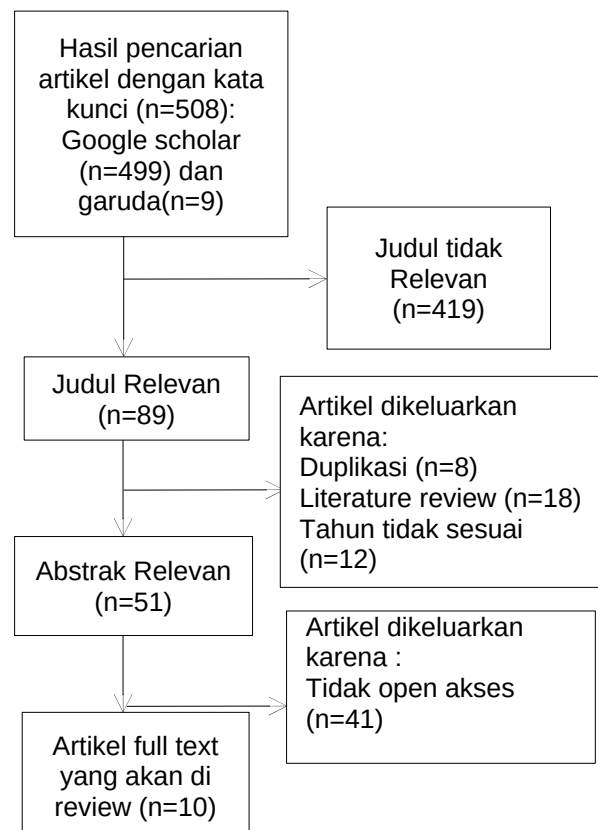 Hasil pencarian
artikel dengan kata
kunci (n=508):
Google scholar
(n=499) dan
garuda(n=9)
Judul tidak
Relevan
(n=419)
Judul Relevan
(n=89)
Artikel dikeluarkan
karena:
Duplikasi (n=8)
Literature review (n=18)
Tahun tidak sesuai
(n=12)
Abstrak Relevan
(n=51)
Artikel dikeluarkan
karena :
Tidak open akses
(n=41)
Artikel full text
yang akan di
review (n=10)